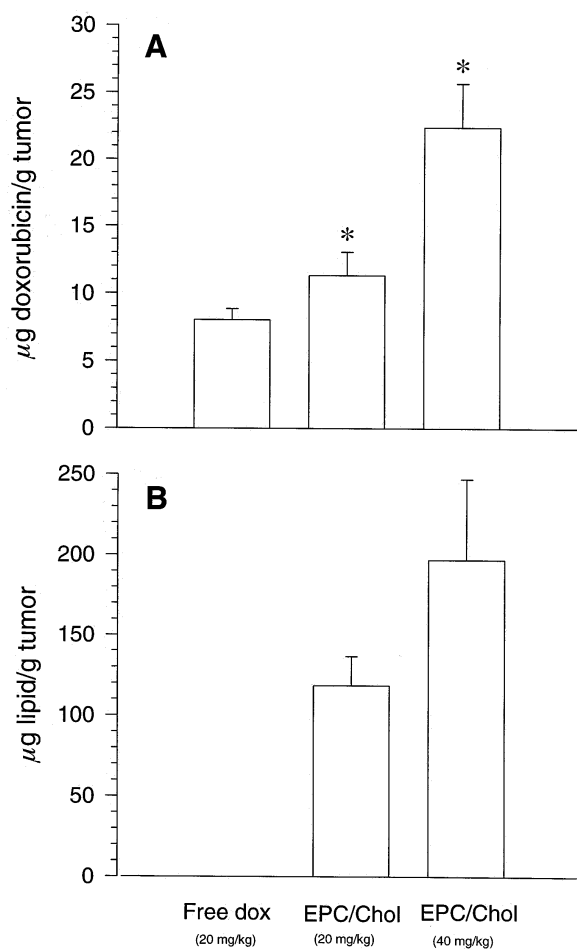 A
μg doxorubicin/g tumor
30
25
20
15
10
5
0
*
*
B
μg lipid/g tumor
250
200
150
100
50
0
Free dox EPC/Chol EPC/Chol
(20 mg/kg) (20 mg/kg) (40 mg/kg)